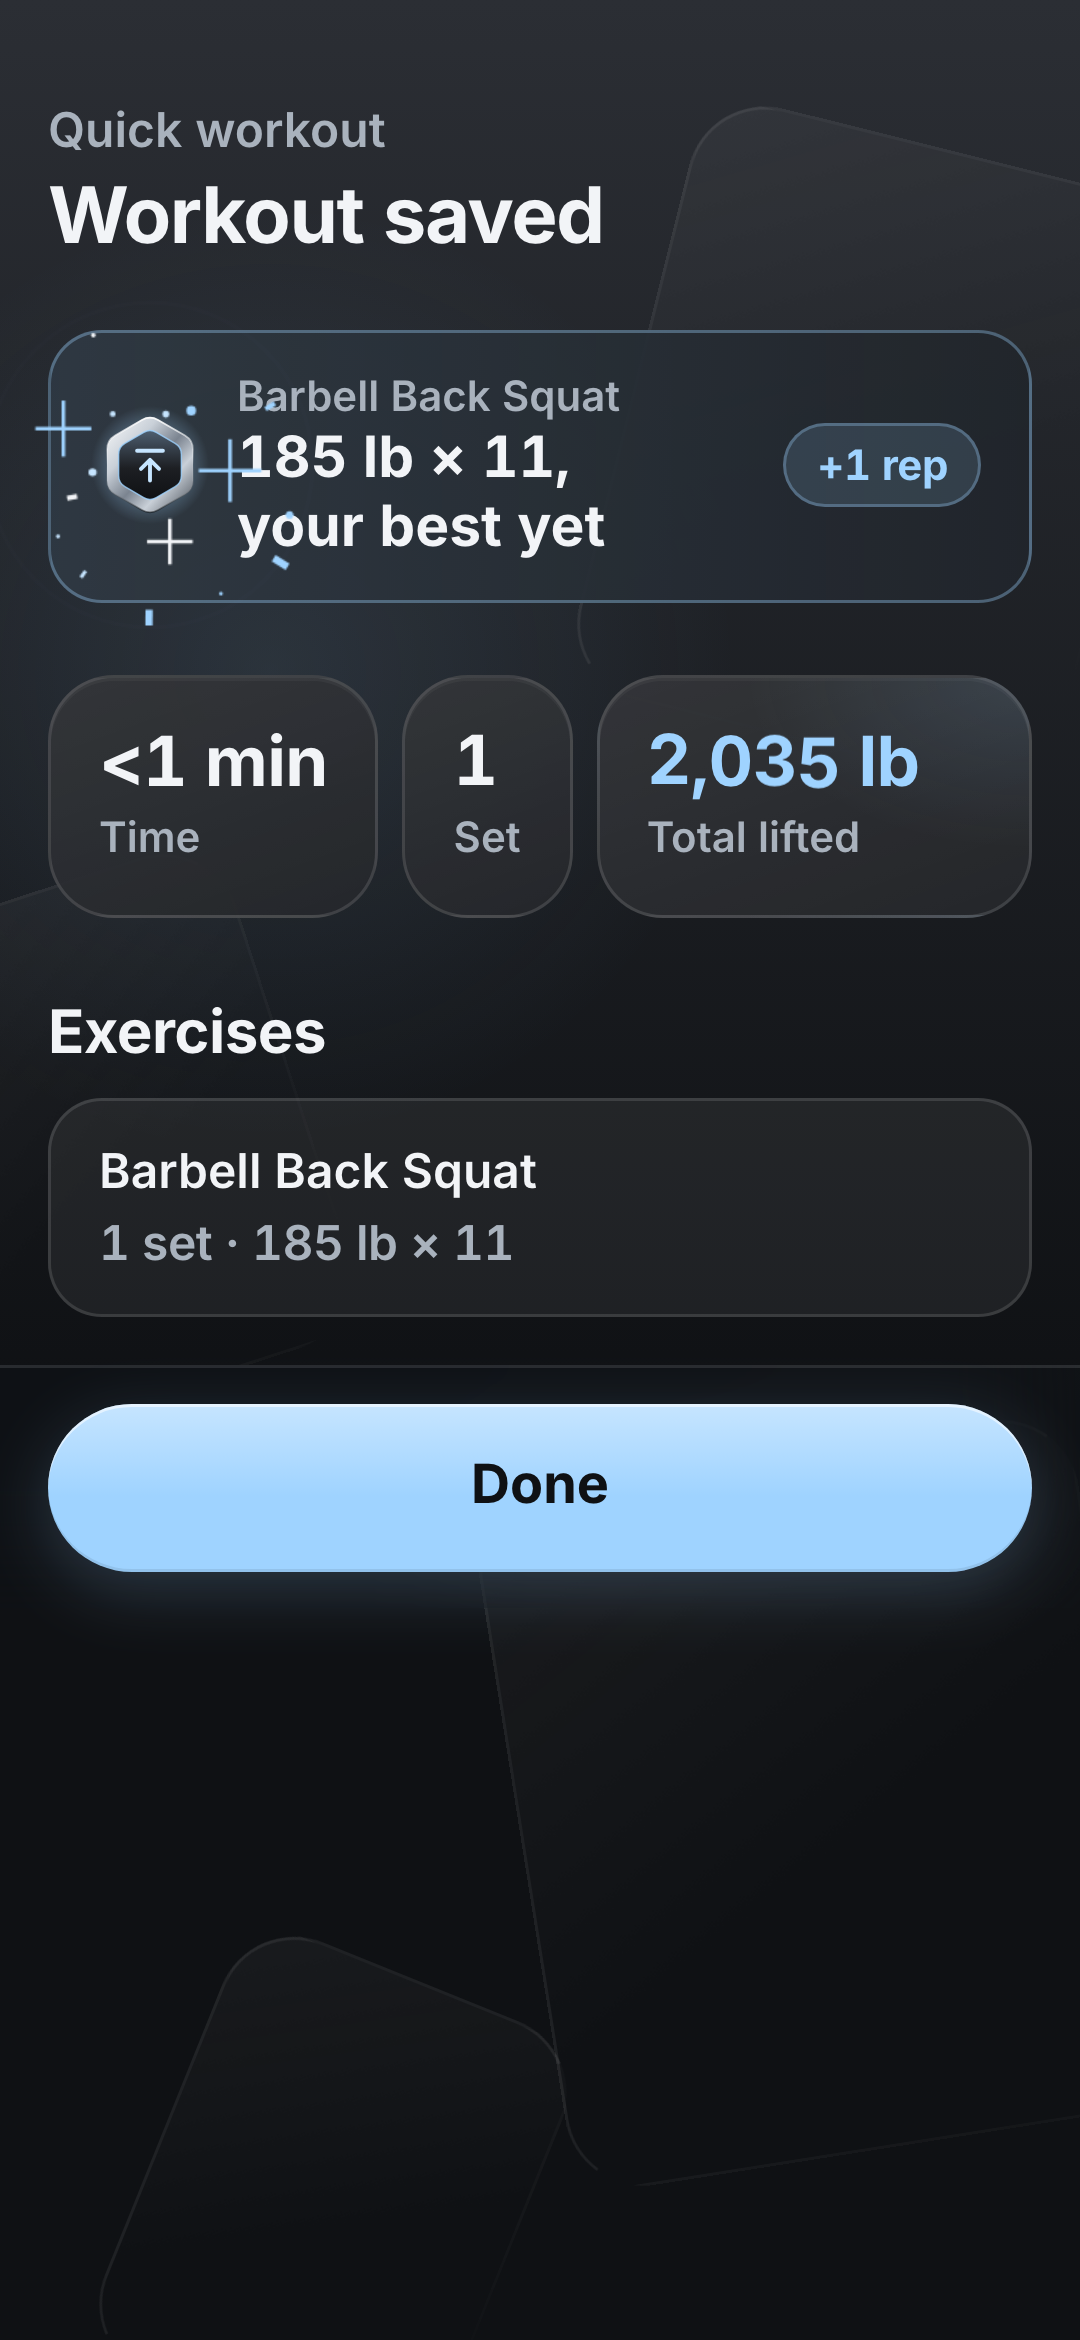 Quick workout
Workout saved
Barbell Back Squat
185 lb × 11,
your best yet
+1 rep
<1 min
Time
1
Set
2,035 lb
Total lifted
Exercises
Barbell Back Squat
1 set · 185 lb × 11
Done